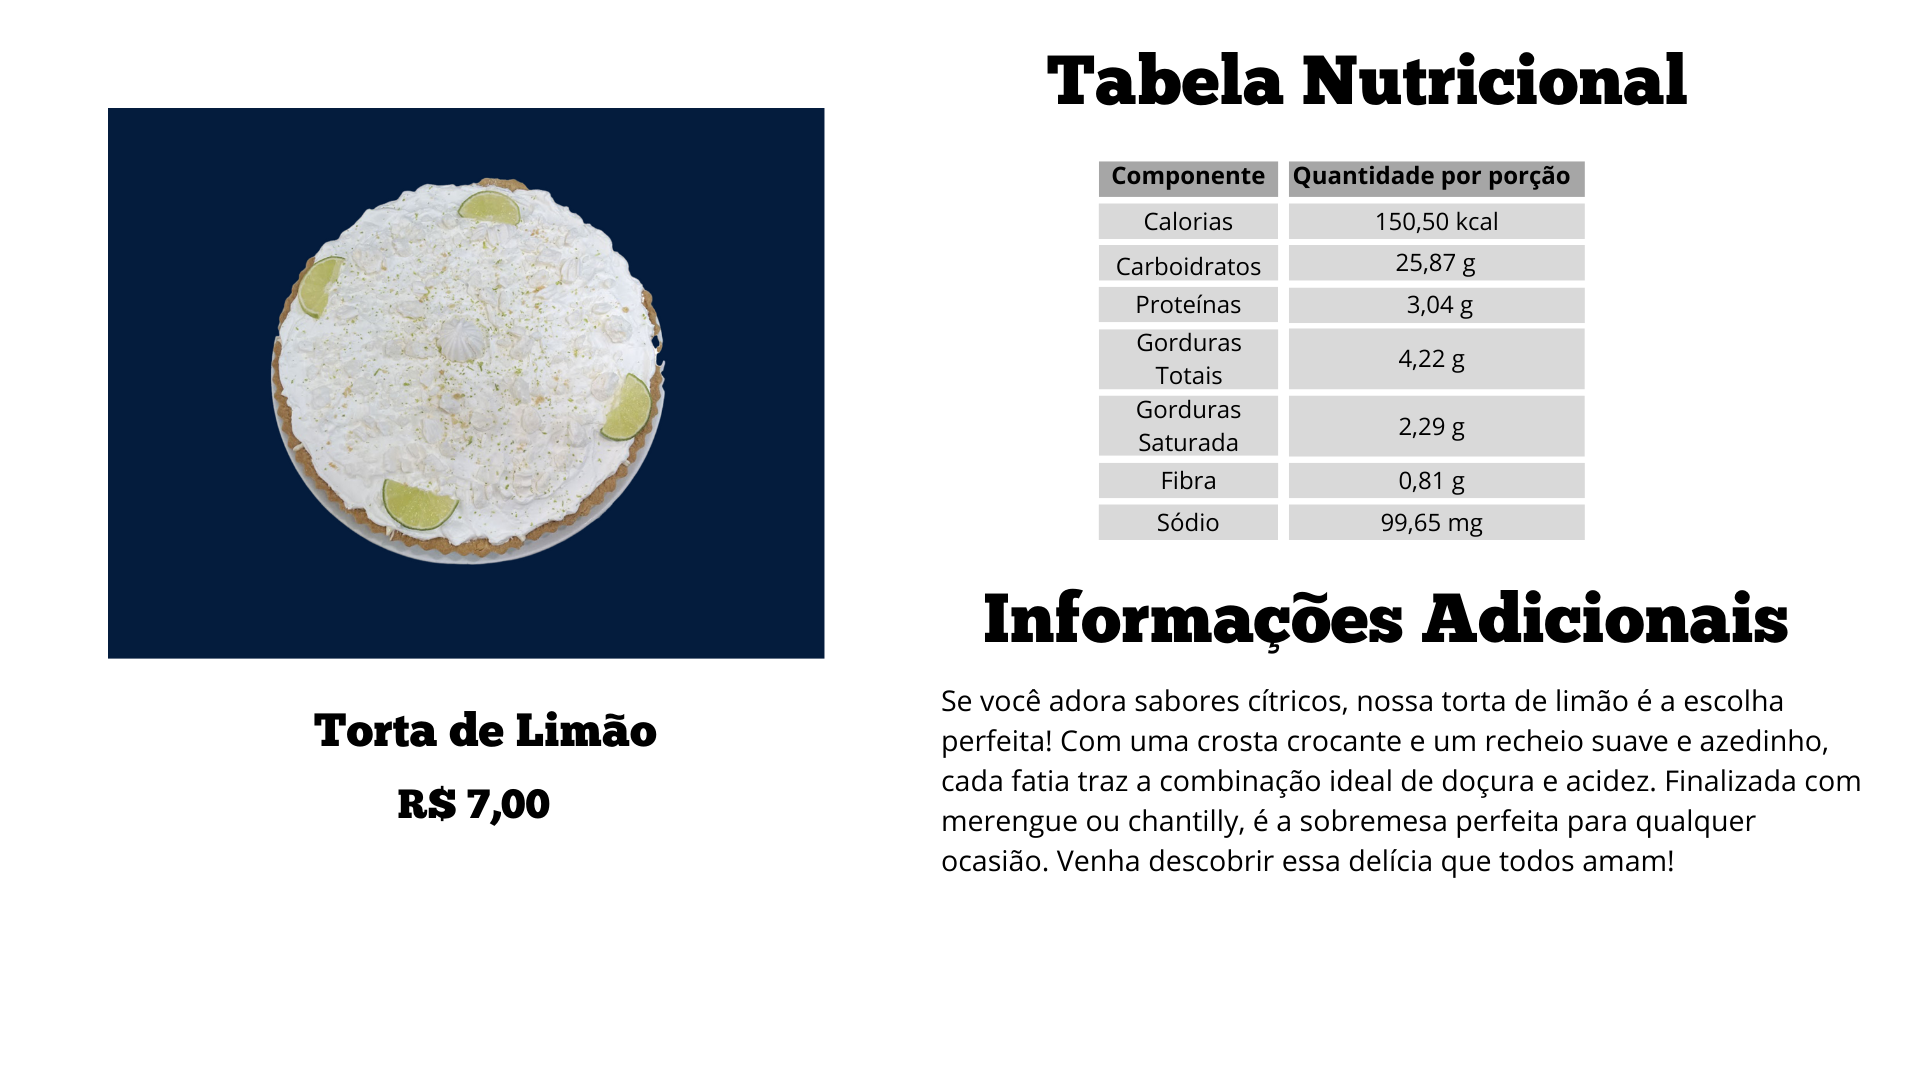 Torta de Limão
R$ 7,00
Tabela Nutricional
Componente Quantidade por porção
Calorias 150,50 kcal
Carboidratos 25,87 g
Proteínas 3,04 g
Gorduras
Totais 4,22 g
Gorduras
Saturada 2,29 g
Fibra 0,81 g
Sódio 99,65 mg
Informações Adicionais
Se você adora sabores cítricos, nossa torta de limão é a escolha
perfeita! Com uma crosta crocante e um recheio suave e azedinho,
cada fatia traz a combinação ideal de doçura e acidez. Finalizada com
merengue ou chantilly, é a sobremesa perfeita para qualquer
ocasião. Venha descobrir essa delícia que todos amam!